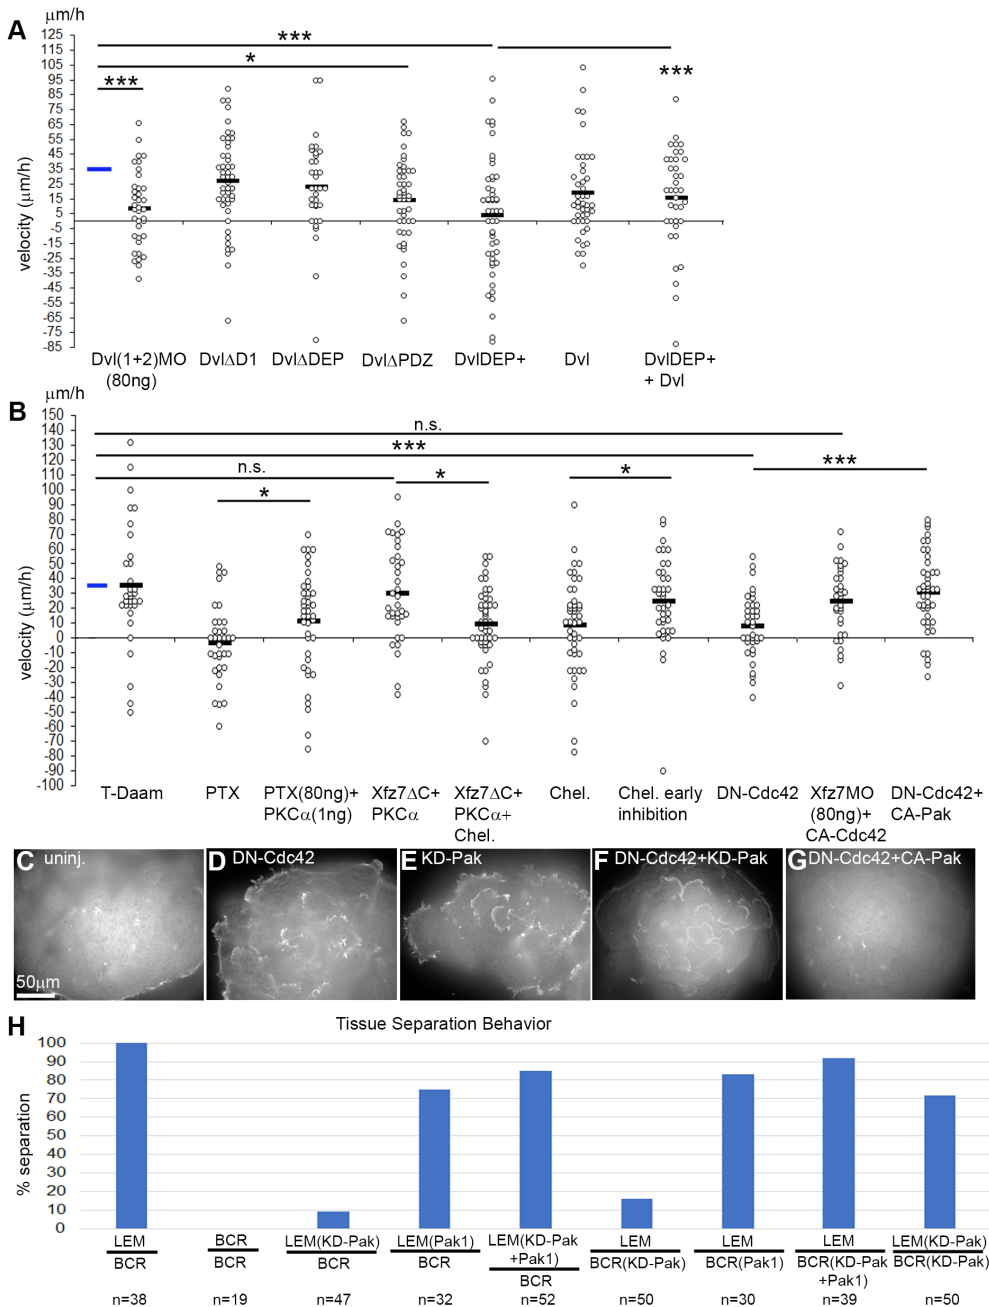 A
μm/h
velocity (μm/h)
125
115
105
95
85
75
65
55
45
35
25
15
5
-5
-15
-25
-35
-45
-55
-65
-75
-85
***
*
***
***
Dvl(1+2)MO
(80ng)
DvlΔD1
DvlΔDEP
DvlΔPDZ
DvlDEP+
Dvl
DvlDEP+
+ Dvl
B
μm/h
velocity (μm/h)
150
140
130
120
110
100
90
80
70
60
50
40
30
20
10
0
-10
-20
-30
-40
-50
-60
-70
-80
-90
-100
n.s.
***
n.s.
*
*
*
***
T-Daam
PTX
PTX(80ng)+
PKCα(1ng)
Xfz7ΔC+
PKCα
Xfz7ΔC+
PKCα+
Chel.
Chel.
Chel. early
inhibition
DN-Cdc42
Xfz7MO
(80ng)+
CA-Cdc42
DN-Cdc42+
CA-Pak
C uninj.
50μm
D DN-Cdc42
E KD-Pak
F DN-Cdc42+KD-Pak
G DN-Cdc42+CA-Pak
H
Tissue Separation Behavior
% separation
100
90
80
70
60
50
40
30
20
10
0
LEM
BCR
n=38
BCR
BCR
n=19
LEM(KD-Pak)
BCR
n=47
LEM(Pak1)
BCR
n=32
LEM(KD-Pak
+Pak1)
BCR
n=52
LEM
BCR(KD-Pak)
n=50
LEM
BCR(Pak1)
n=30
LEM
BCR(KD-Pak
+Pak1)
n=39
LEM(KD-Pak)
BCR(KD-Pak)
n=50